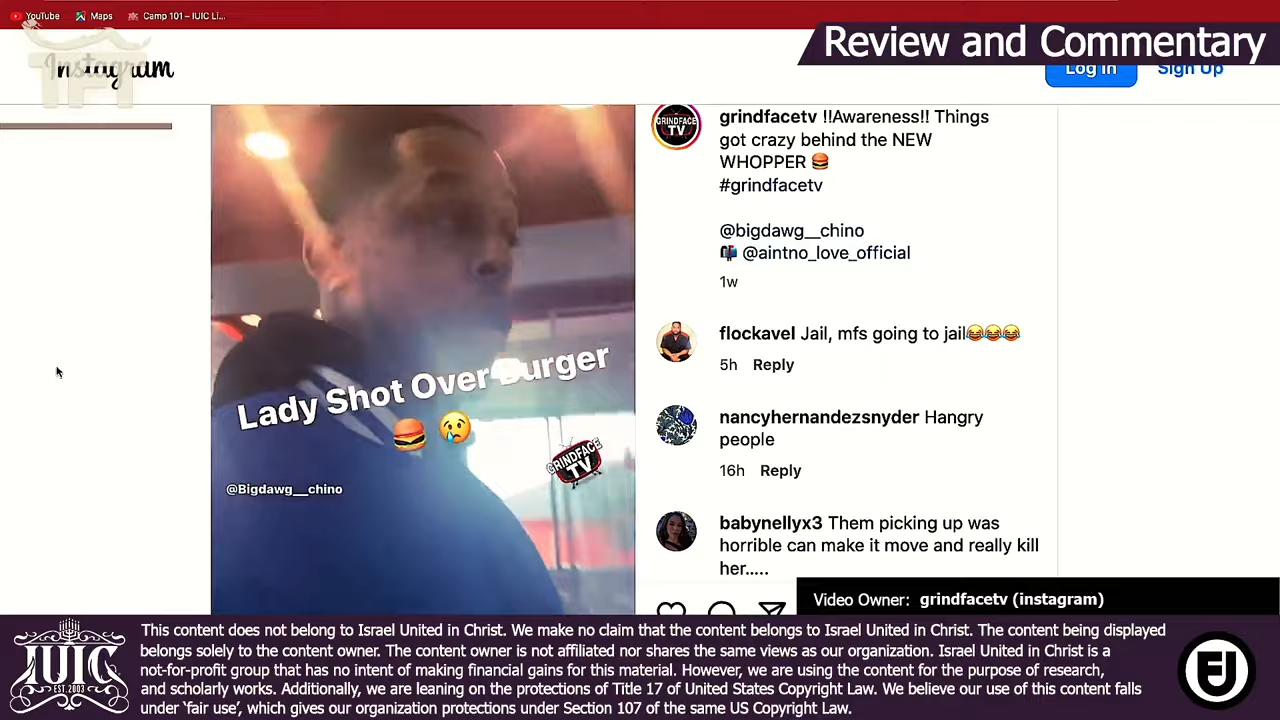 YouTube
Maps
Camp 101 – IUIC Li...
Review and Commentary
TFT
Instagram
Log In
Sign Up
GRINDFACE
TV
grindfacetv !!Awareness!! Things
got crazy behind the NEW
WHOPPER 🍔
#grindfacetv
@bigdawg__chino
📬 @aintno_love_official
1w
flockavel Jail, mfs going to jail😂😂😂
5h Reply
nancyhernandezsnyder Hangry
people
16h Reply
babynellyx3 Them picking up was
horrible can make it move and really kill
her.....
Lady Shot Over Burger
🍔 😢
GRINDFACE
TV
@Bigdawg__chino
Video Owner: grindfacetv (instagram)
IUIC
EST. 2003
This content does not belong to Israel United in Christ. We make no claim that the content belongs to Israel United in Christ. The content being displayed
belongs solely to the content owner. The content owner is not affiliated nor shares the same views as our organization. Israel United in Christ is a
not-for-profit group that has no intent of making financial gains for this material. However, we are using the content for the purpose of research,
and scholarly works. Additionally, we are leaning on the protections of Title 17 of United States Copyright Law. We believe our use of this content falls
under ‘fair use’, which gives our organization protections under Section 107 of the same US Copyright Law.